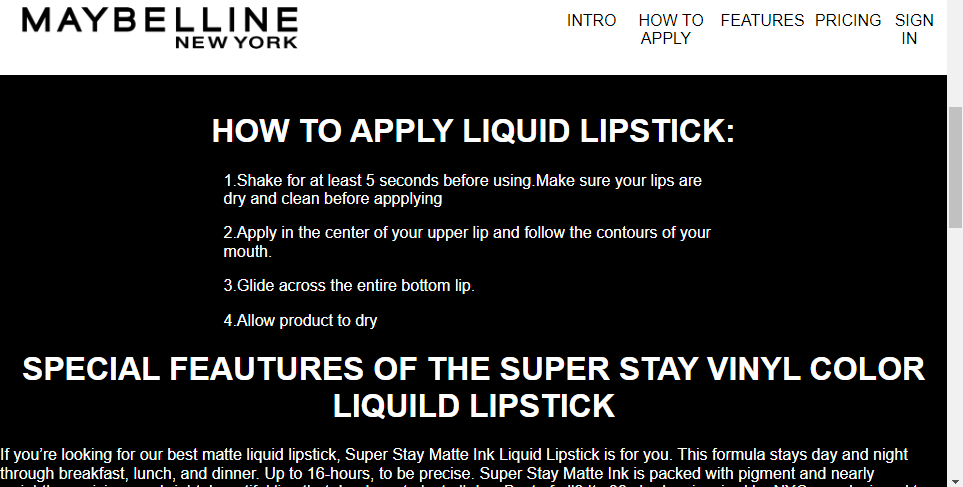 MAYBELLINE
NEW YORK
INTRO HOW TO APPLY FEATURES PRICING SIGN IN
HOW TO APPLY LIQUID LIPSTICK:
1.Shake for at least 5 seconds before using.Make sure your lips are
dry and clean before appplying
2.Apply in the center of your upper lip and follow the contours of your
mouth.
3.Glide across the entire bottom lip.
4.Allow product to dry
SPECIAL FEAUTURES OF THE SUPER STAY VINYL COLOR
LIQUILD LIPSTICK
If you’re looking for our best matte liquid lipstick, Super Stay Matte Ink Liquid Lipstick is for you. This formula stays day and night
through breakfast, lunch, and dinner. Up to 16-hours, to be precise. Super Stay Matte Ink is packed with pigment and nearly